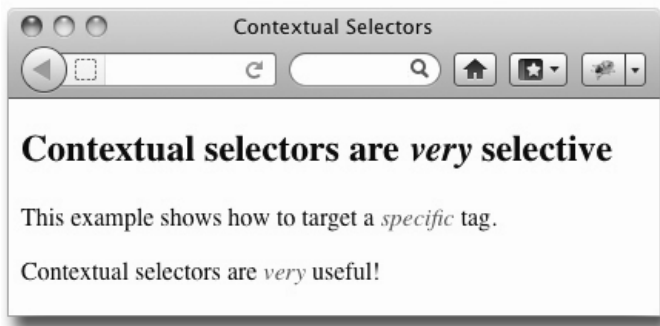 Contextual Selectors
Contextual selectors are very selective
This example shows how to target a specific tag.
Contextual selectors are very useful!